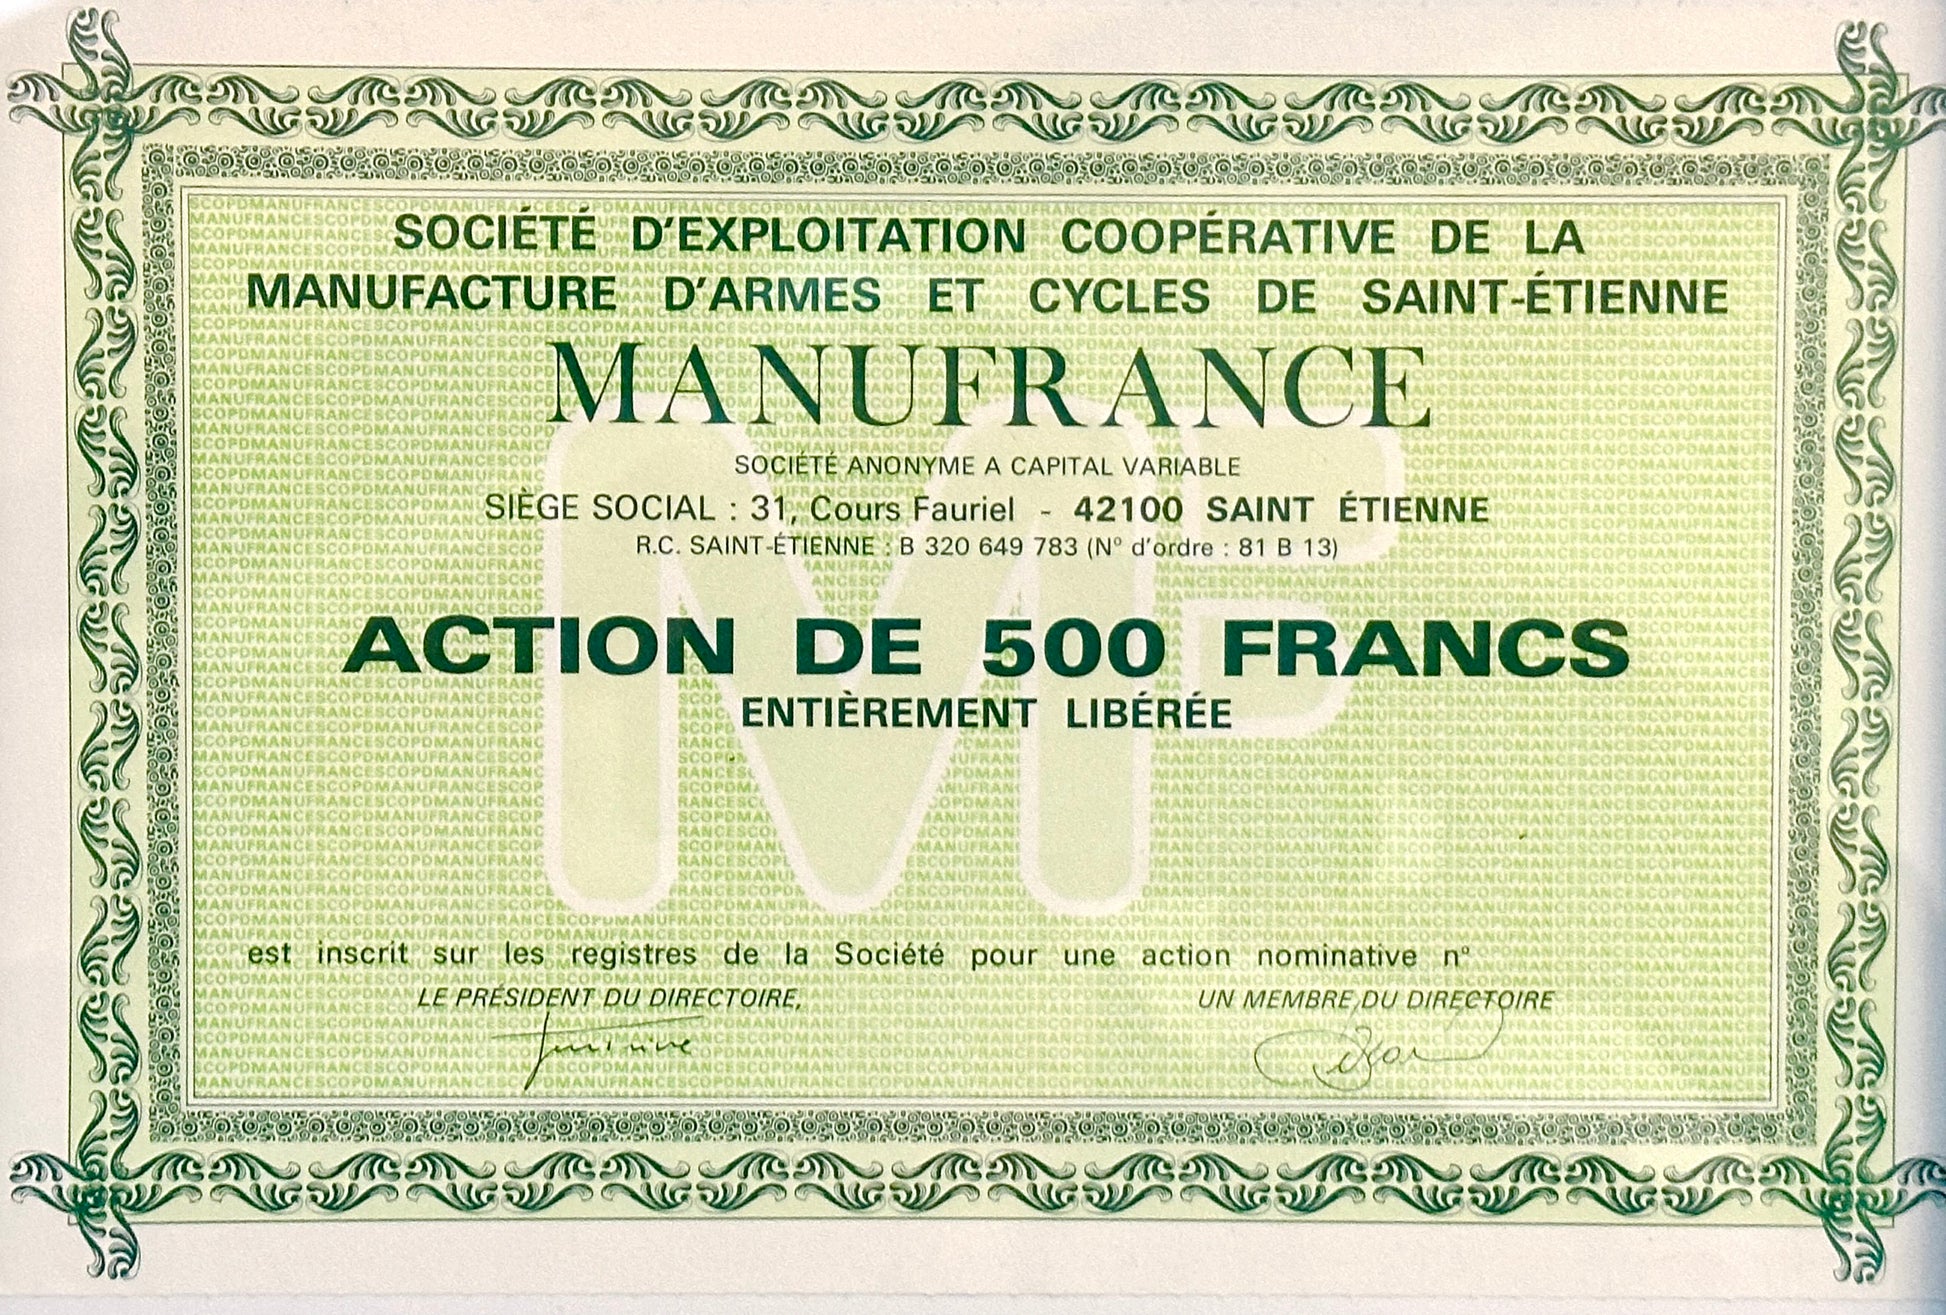 SOCIÉTÉ D'EXPLOITATION COOPÉRATIVE DE LA
MANUFACTURE D'ARMES ET CYCLES DE SAINT-ÉTIENNE
MANUFRANCE
SOCIÉTÉ ANONYME A CAPITAL VARIABLE
SIÈGE SOCIAL : 31, Cours Fauriel - 42100 SAINT ÉTIENNE
R.C. SAINT-ÉTIENNE : B 320 649 783 (N° d'ordre : 81 B 13)
MF
ACTION DE 500 FRANCS
ENTIÈREMENT LIBÉRÉE
est inscrit sur les registres de la Société pour une action nominative n°
LE PRÉSIDENT DU DIRECTOIRE, UN MEMBRE DU DIRECTOIRE